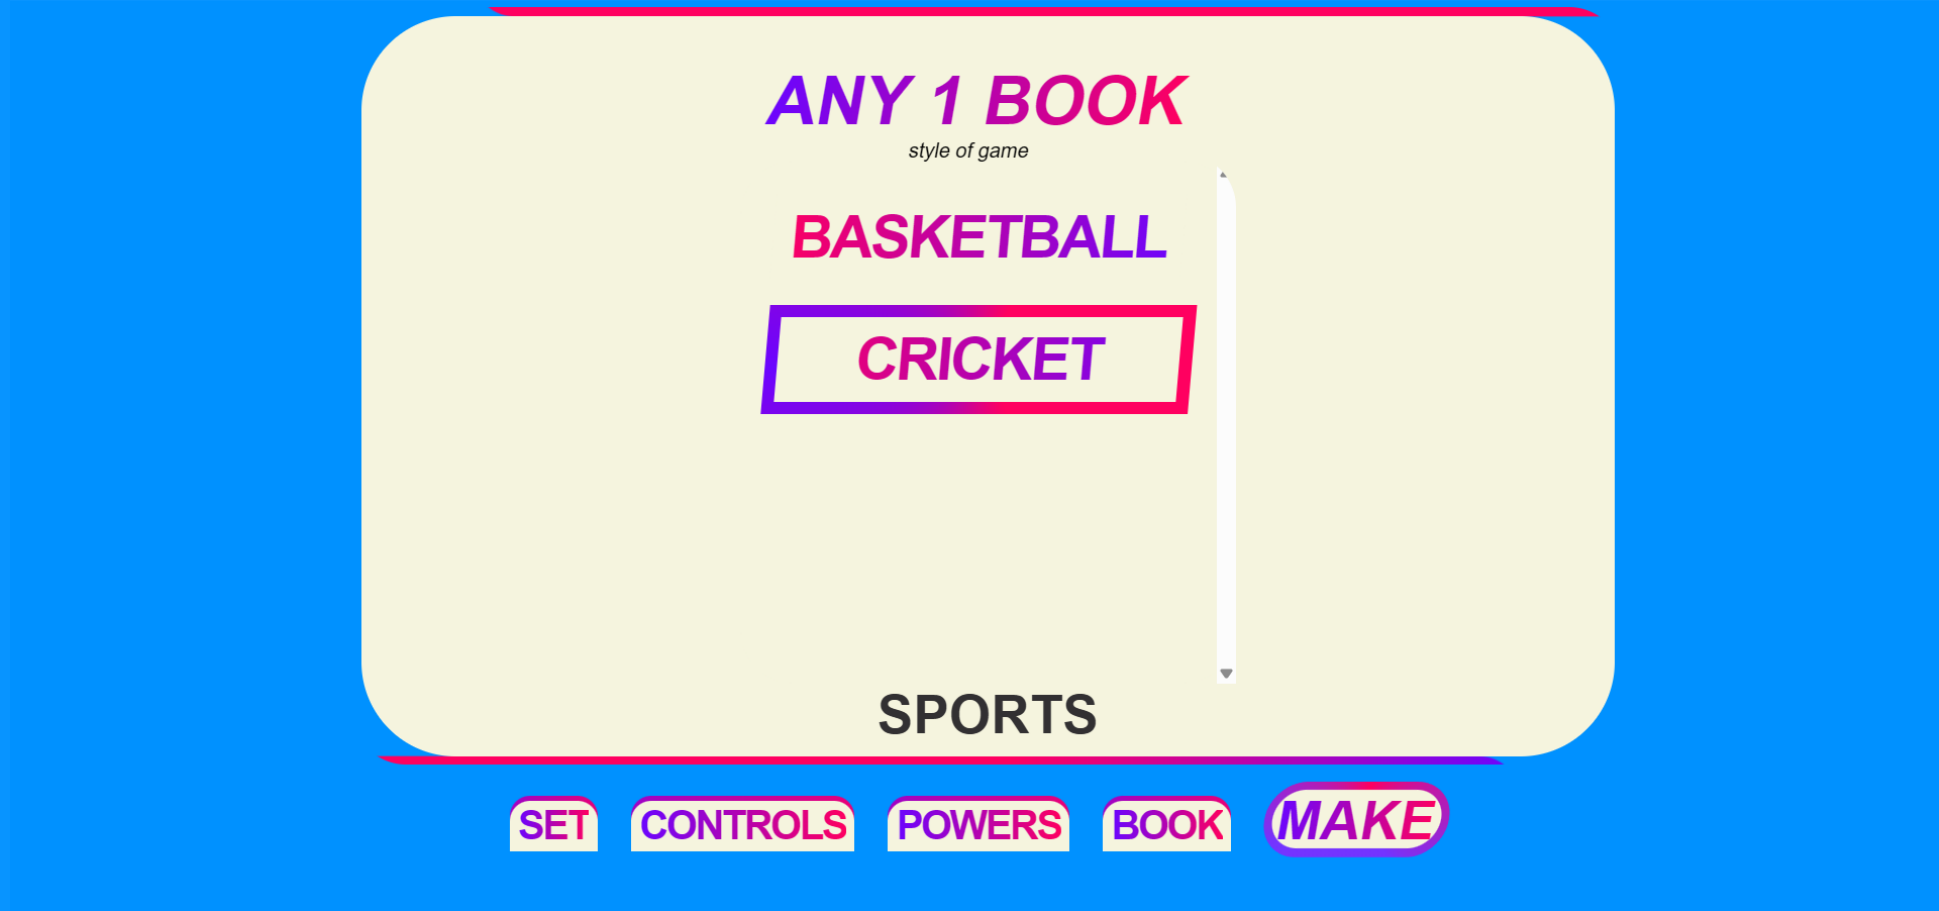 ANY 1 BOOK
style of game
BASKETBALL
CRICKET
SPORTS
SET CONTROLS POWERS BOOK MAKE